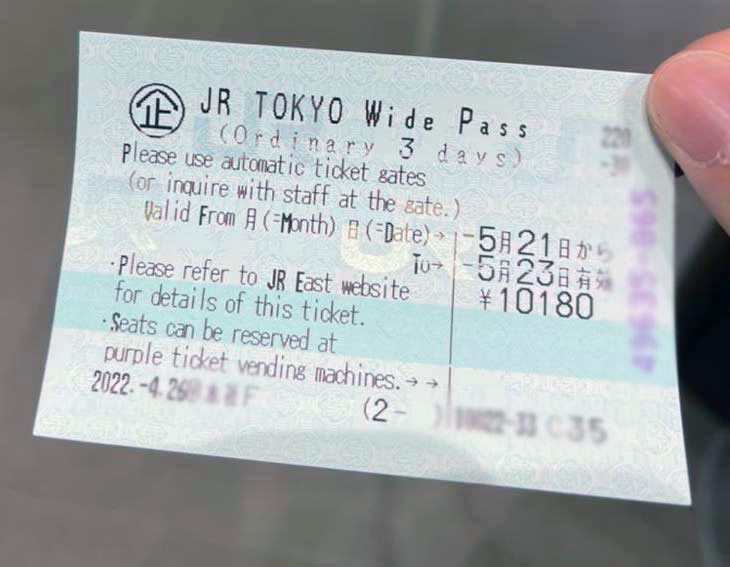 企 JR TOKYO Wide Pass
(Ordinary 3 days)
Please use automatic ticket gates
(or inquire with staff at the gate.)
Valid From 月(=Month) 日(=Date)→ -5月21日から
To→ -5月23日有効
¥10180
·Please refer to JR East website
for details of this ticket.
·Seats can be reserved at
purple ticket vending machines.→→
2022.-4.26
(2- )
C35
220
-30